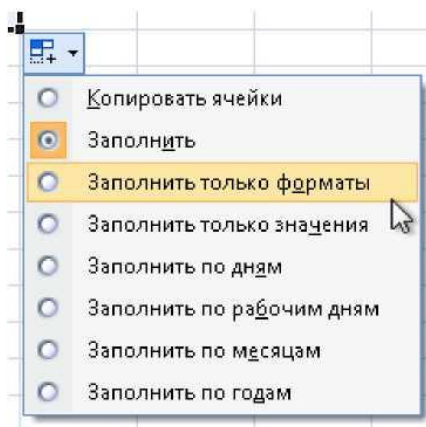 Копировать ячейки
Заполнить
Заполнить только форматы
Заполнить только значения
Заполнить по дням
Заполнить по рабочим дням
Заполнить по месяцам
Заполнить по годам